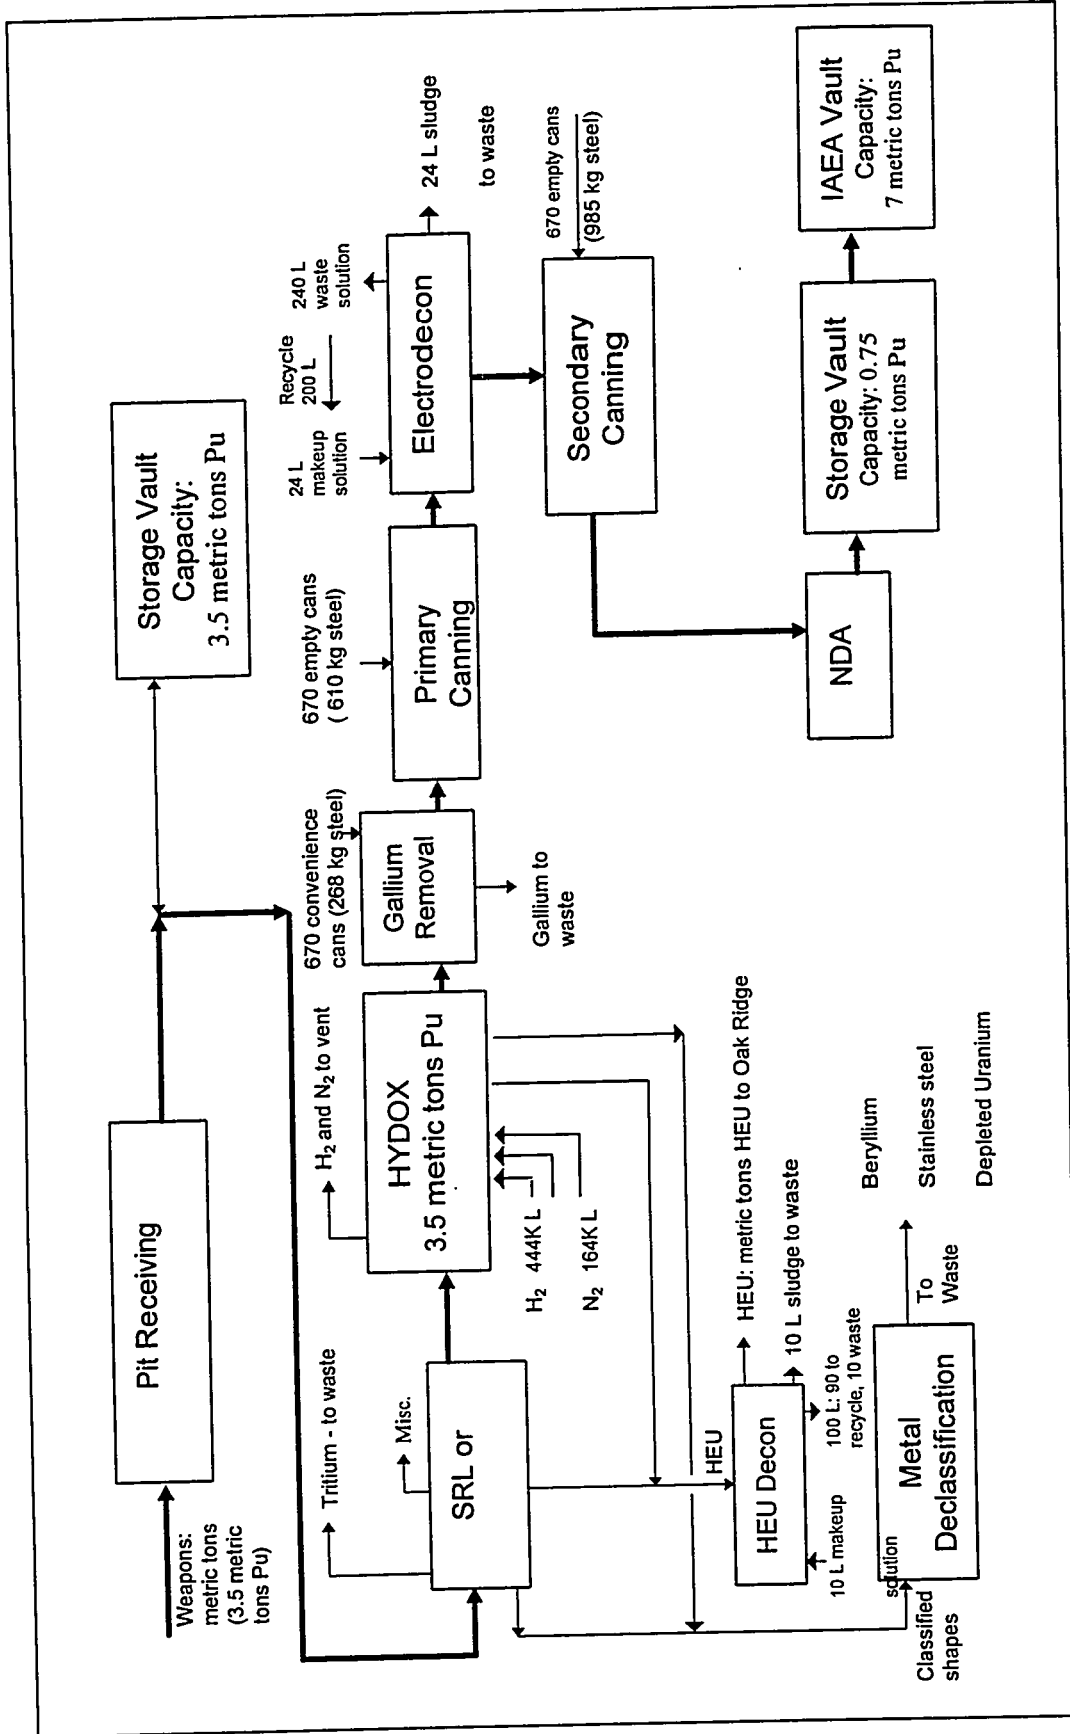 Pit Receiving
Weapons:
metric tons
(3.5 metric
tons Pu)
Storage Vault
Capacity:
3.5 metric tons Pu
Tritium - to waste
Misc.
SRL or
H₂ and N₂ to vent
HYDOX
3.5 metric tons Pu
H₂ 444K L
N₂ 164K L
670 convenience
cans (268 kg steel)
Gallium
Removal
Gallium to
waste
670 empty cans
( 610 kg steel)
Primary
Canning
24 L
makeup
solution
Recycle
200 L
240 L
waste
solution
Electrodecon
24 L sludge
to waste
670 empty cans
(985 kg steel)
Secondary
Canning
HEU
HEU Decon
HEU: metric tons HEU to Oak Ridge
10 L sludge to waste
100 L: 90 to
recycle, 10 waste
10 L makeup
solution
Classified
shapes
Metal
Declassification
To
Waste
Beryllium
Stainless steel
Depleted Uranium
NDA
Storage Vault
Capacity: 0.75
metric tons Pu
IAEA Vault
Capacity:
7 metric tons Pu